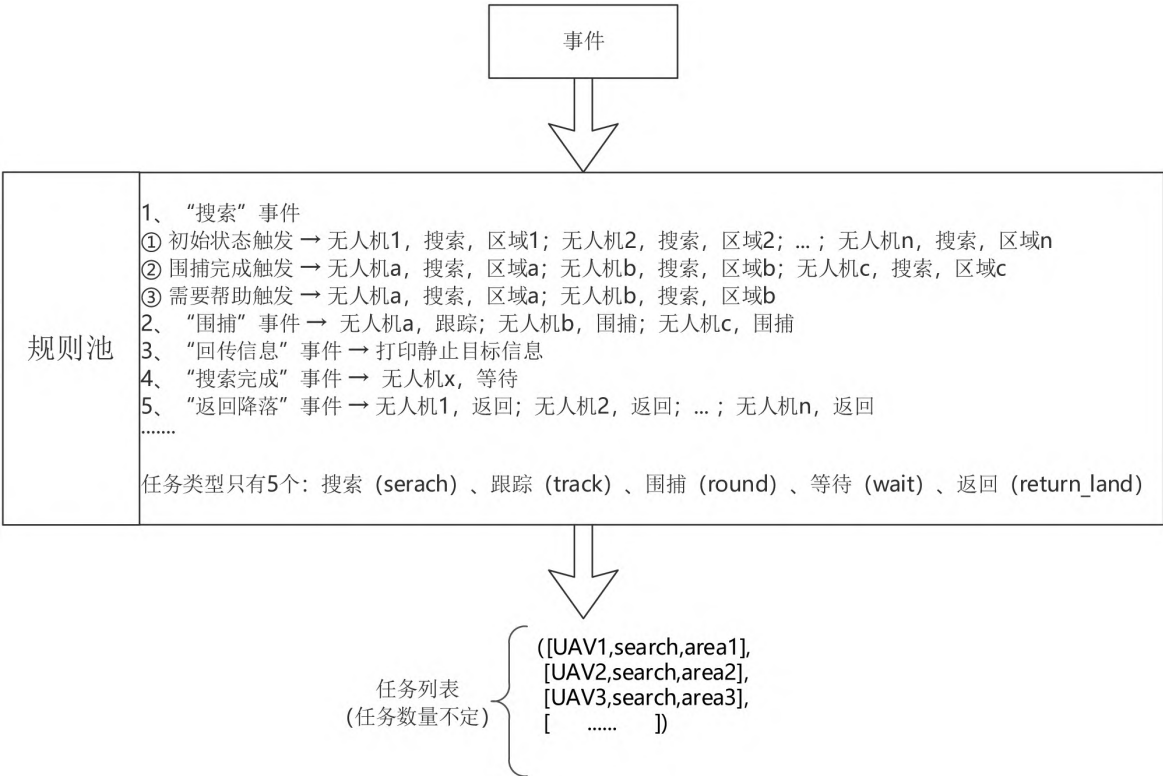 事件
规则池
1、“搜索”事件
① 初始状态触发 → 无人机1，搜索，区域1；无人机2，搜索，区域2；... ；无人机n，搜索，区域n
② 围捕完成触发 → 无人机a，搜索，区域a；无人机b，搜索，区域b；无人机c，搜索，区域c
③ 需要帮助触发 → 无人机a，搜索，区域a；无人机b，搜索，区域b
2、“围捕”事件 → 无人机a，跟踪；无人机b，围捕；无人机c，围捕
3、“回传信息”事件 → 打印静止目标信息
4、“搜索完成”事件 → 无人机x，等待
5、“返回降落”事件 → 无人机1，返回；无人机2，返回；... ；无人机n，返回
.......
任务类型只有5个：搜索（serach）、跟踪（track）、围捕（round）、等待（wait）、返回（return_land）
任务列表
(任务数量不定)
([UAV1,search,area1],
[UAV2,search,area2],
[UAV3,search,area3],
[ ...... ])